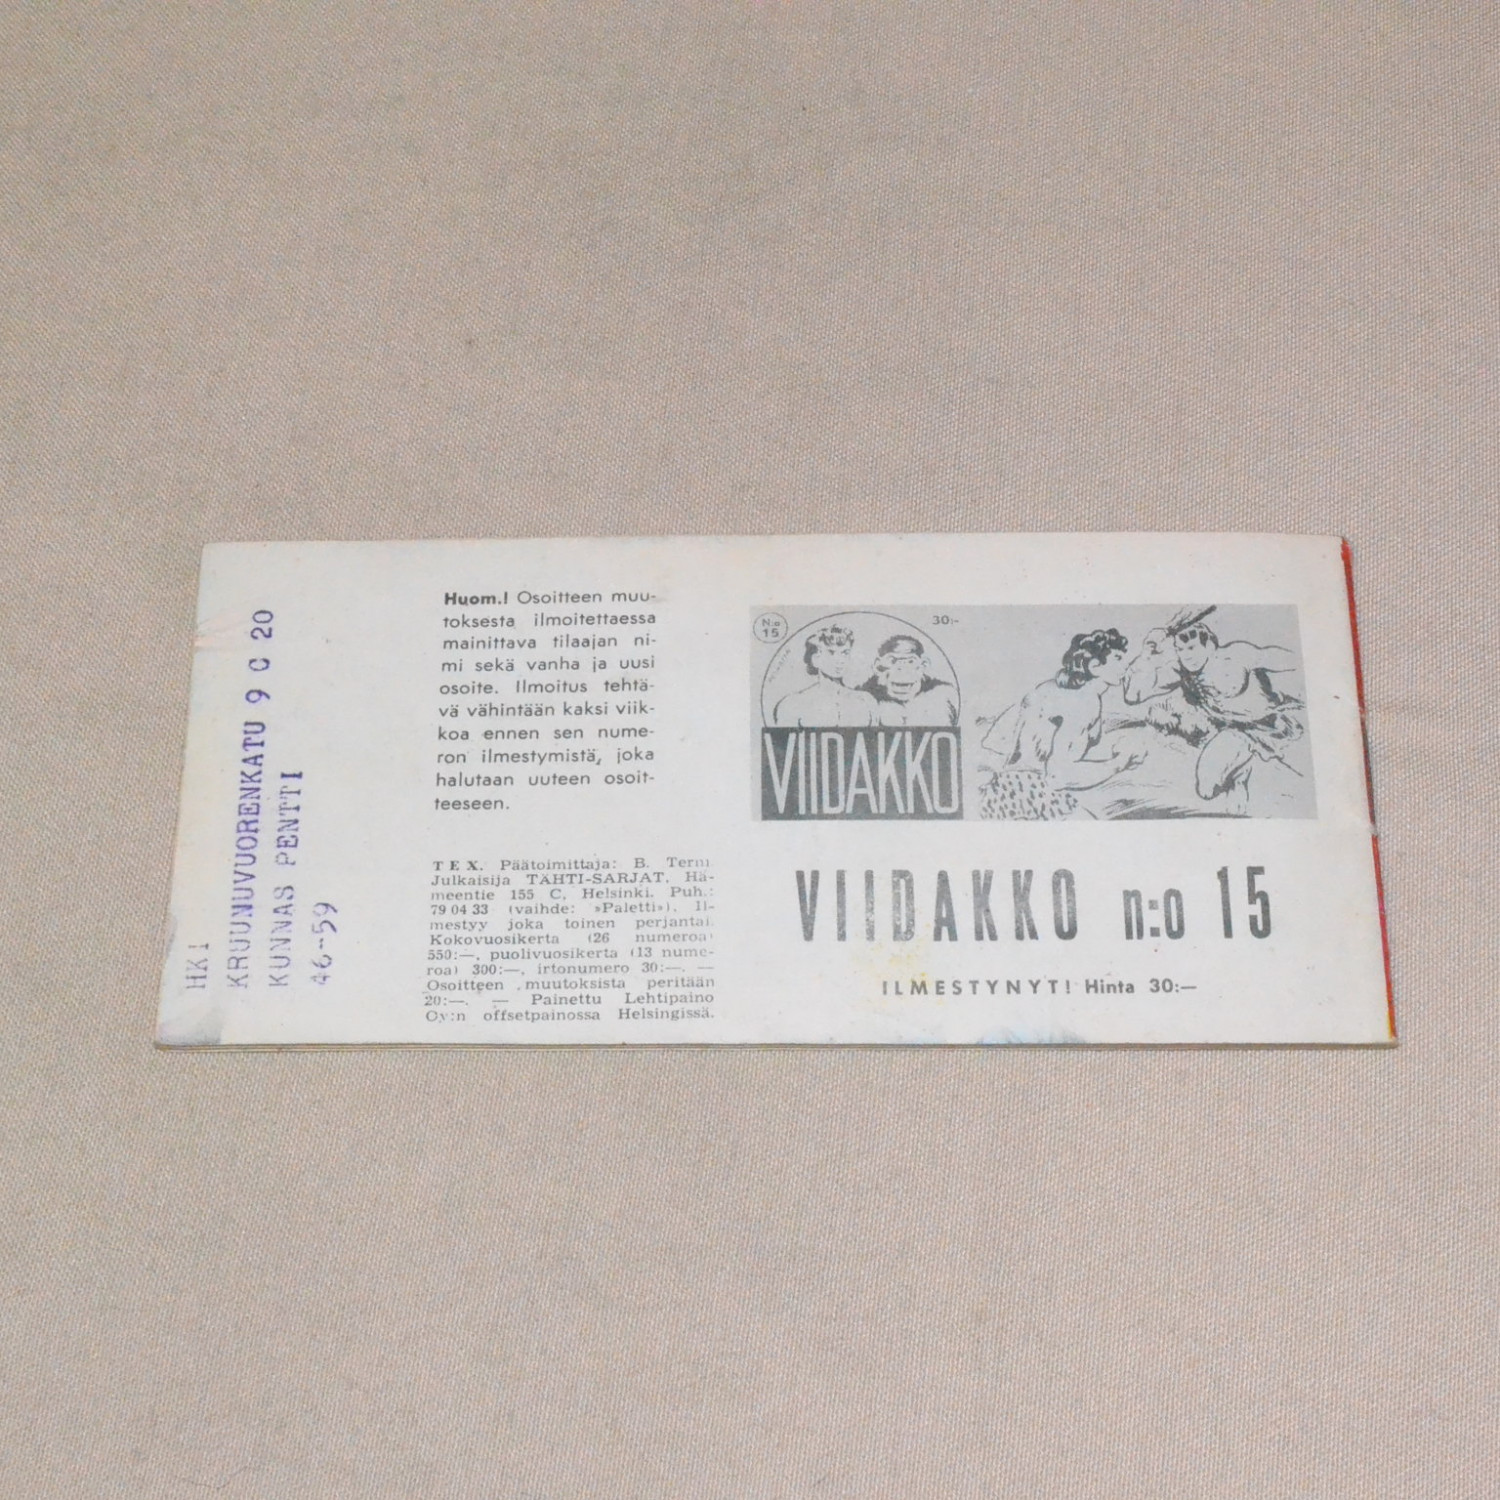 HK 1
KRUUNUVUORENKATU 9 C 20
KUNNAS PENTTI
46-59
Huom.! Osoitteen muu-
toksesta ilmoitettaessa
mainittava tilaajan ni-
mi sekä vanha ja uusi
osoite. Ilmoitus tehtä-
vä vähintään kaksi viik-
koa ennen sen nume-
ron ilmestymistä, joka
halutaan uuteen osoit-
teeseen.
TEX. Päätoimittaja: B. Terni
Julkaisija TÄHTI-SARJAT, Hä-
meentie 155 C, Helsinki. Puh.:
79 04 33 (vaihde: »Paletti»). Il-
mestyy joka toinen perjantai.
Kokovuosikerta (26 numeroa)
550:—, puolivuosikerta (13 nume-
roa) 300:—, irtonumero 30:—. —
Osoitteen muutoksista peritään
20:—. — Painettu Lehtipaino
Oy:n offsetpainossa Helsingissä.
N:o
15
30:-
VIIDAKKO
VIIDAKKO n:o 15
ILMESTYNYT! Hinta 30:—